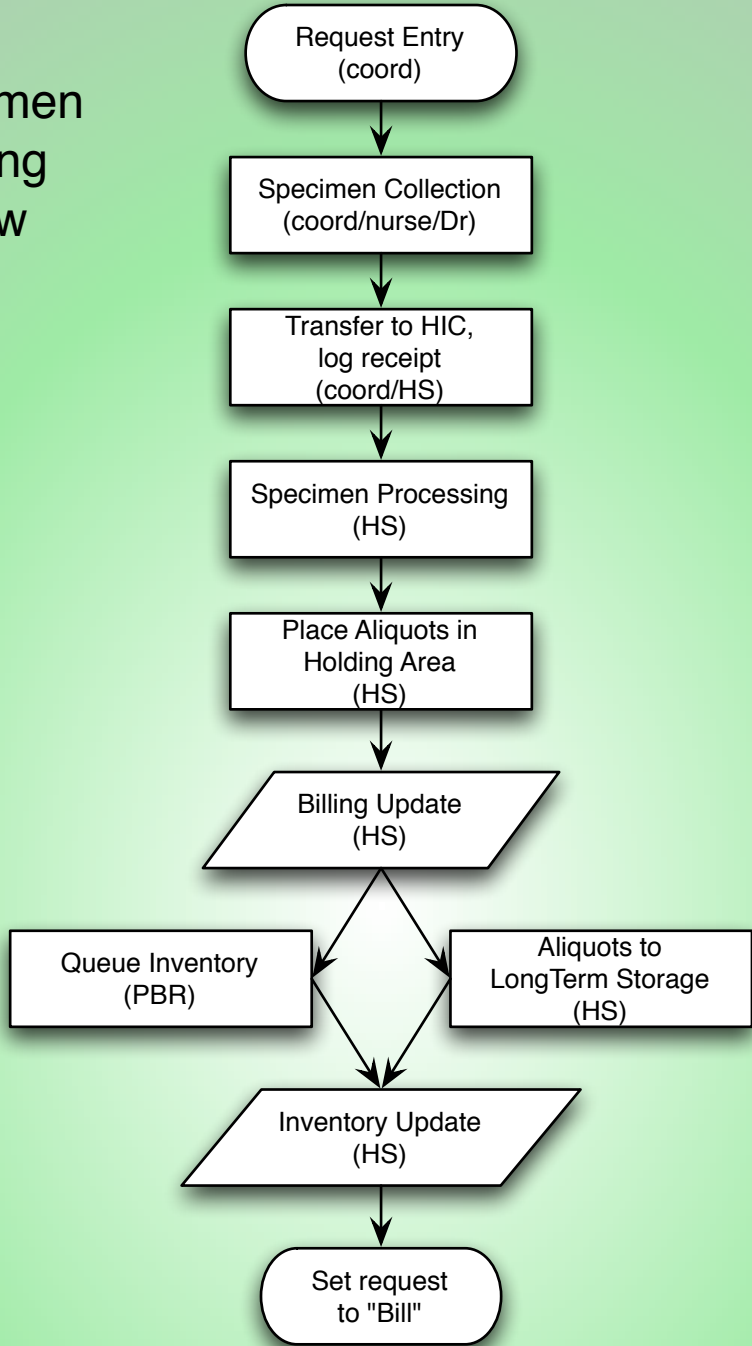 Request Entry
(coord)
Specimen Collection
(coord/nurse/Dr)
Transfer to HIC,
log receipt
(coord/HS)
Specimen Processing
(HS)
Place Aliquots in
Holding Area
(HS)
Billing Update
(HS)
Queue Inventory
(PBR)
Aliquots to
LongTerm Storage
(HS)
Inventory Update
(HS)
Set request
to "Bill"